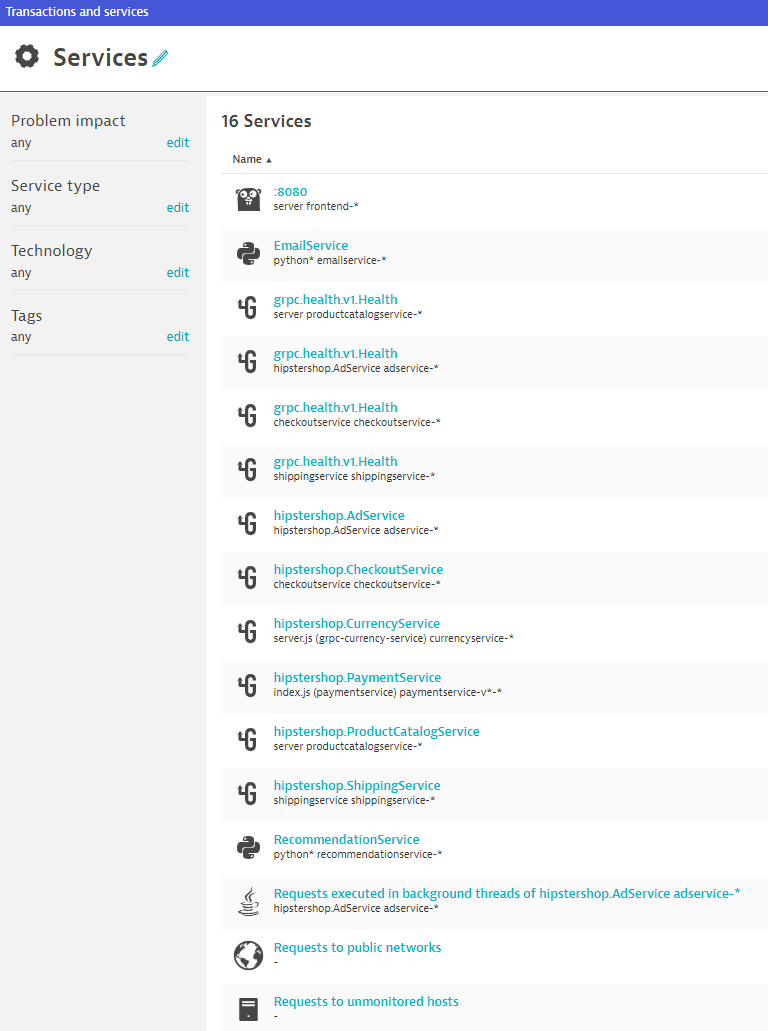 Transactions and services
Services
Problem impact
any edit
Service type
any edit
Technology
any edit
Tags
any edit
16 Services
Name ▲
:8080
server frontend-*
EmailService
python* emailservice-*
grpc.health.v1.Health
server productcatalogservice-*
grpc.health.v1.Health
hipstershop.AdService adservice-*
grpc.health.v1.Health
checkoutservice checkoutservice-*
grpc.health.v1.Health
shippingservice shippingservice-*
hipstershop.AdService
hipstershop.AdService adservice-*
hipstershop.CheckoutService
checkoutservice checkoutservice-*
hipstershop.CurrencyService
server.js (grpc-currency-service) currencyservice-*
hipstershop.PaymentService
index.js (paymentservice) paymentservice-v*-*
hipstershop.ProductCatalogService
server productcatalogservice-*
hipstershop.ShippingService
shippingservice shippingservice-*
RecommendationService
python* recommendationservice-*
Requests executed in background threads of hipstershop.AdService adservice-*
hipstershop.AdService adservice-*
Requests to public networks
-
Requests to unmonitored hosts
-